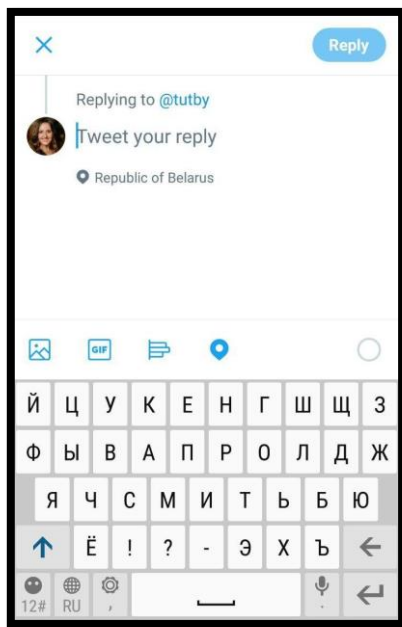 Reply
Replying to @tutby
Tweet your reply
Republic of Belarus
GIF
Й Ц У К Е Н Г Ш Щ З
Ф Ы В А П Р О Л Д Ж
Я Ч С М И Т Ь Б Ю
Ё ! ? - Э Х Ъ
12# RU , .